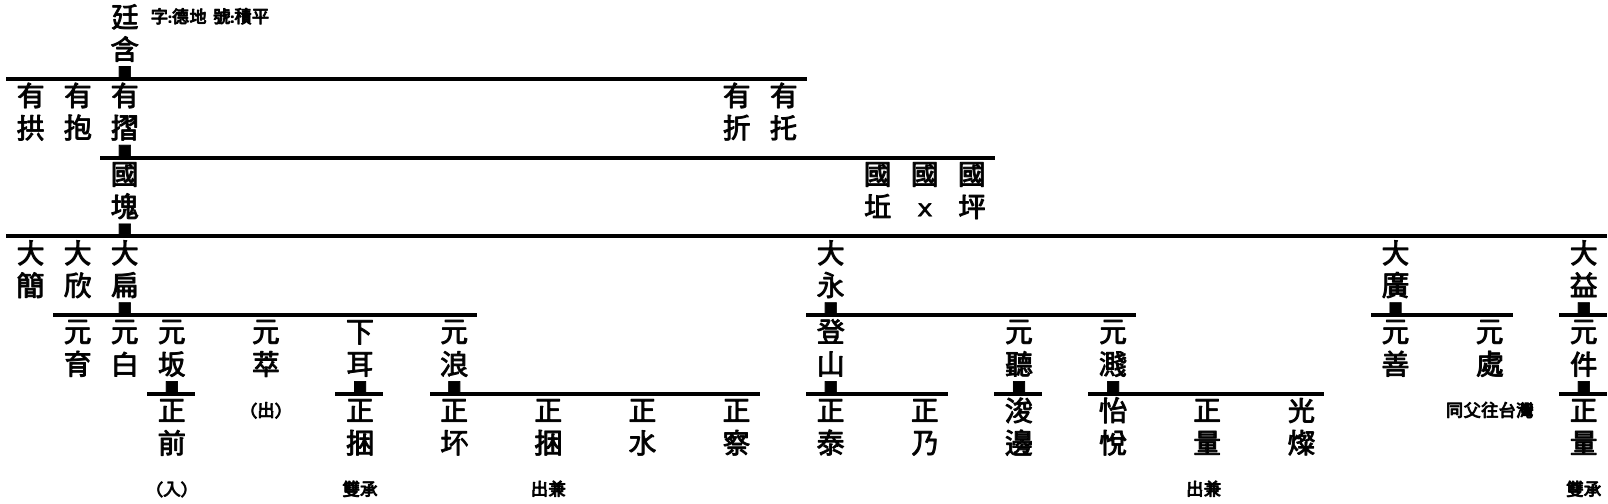 廷含 字:德地 號:積平
有拱 有抱 有摺 有折 有托
國塊 國坵 國x 國坪
大簡 大欣 大扁 大永 大廣 大益
元育 元白 元坂 元萃 下耳 元浪 登山 元聽 元濺 元善 元處 元件
(出) 同父往台灣
正前 正捆 正坏 正捆 正水 正察 正泰 正乃 浚邊 怡悅 正量 光燦 正量
(入) 雙承 出兼 出兼 雙承